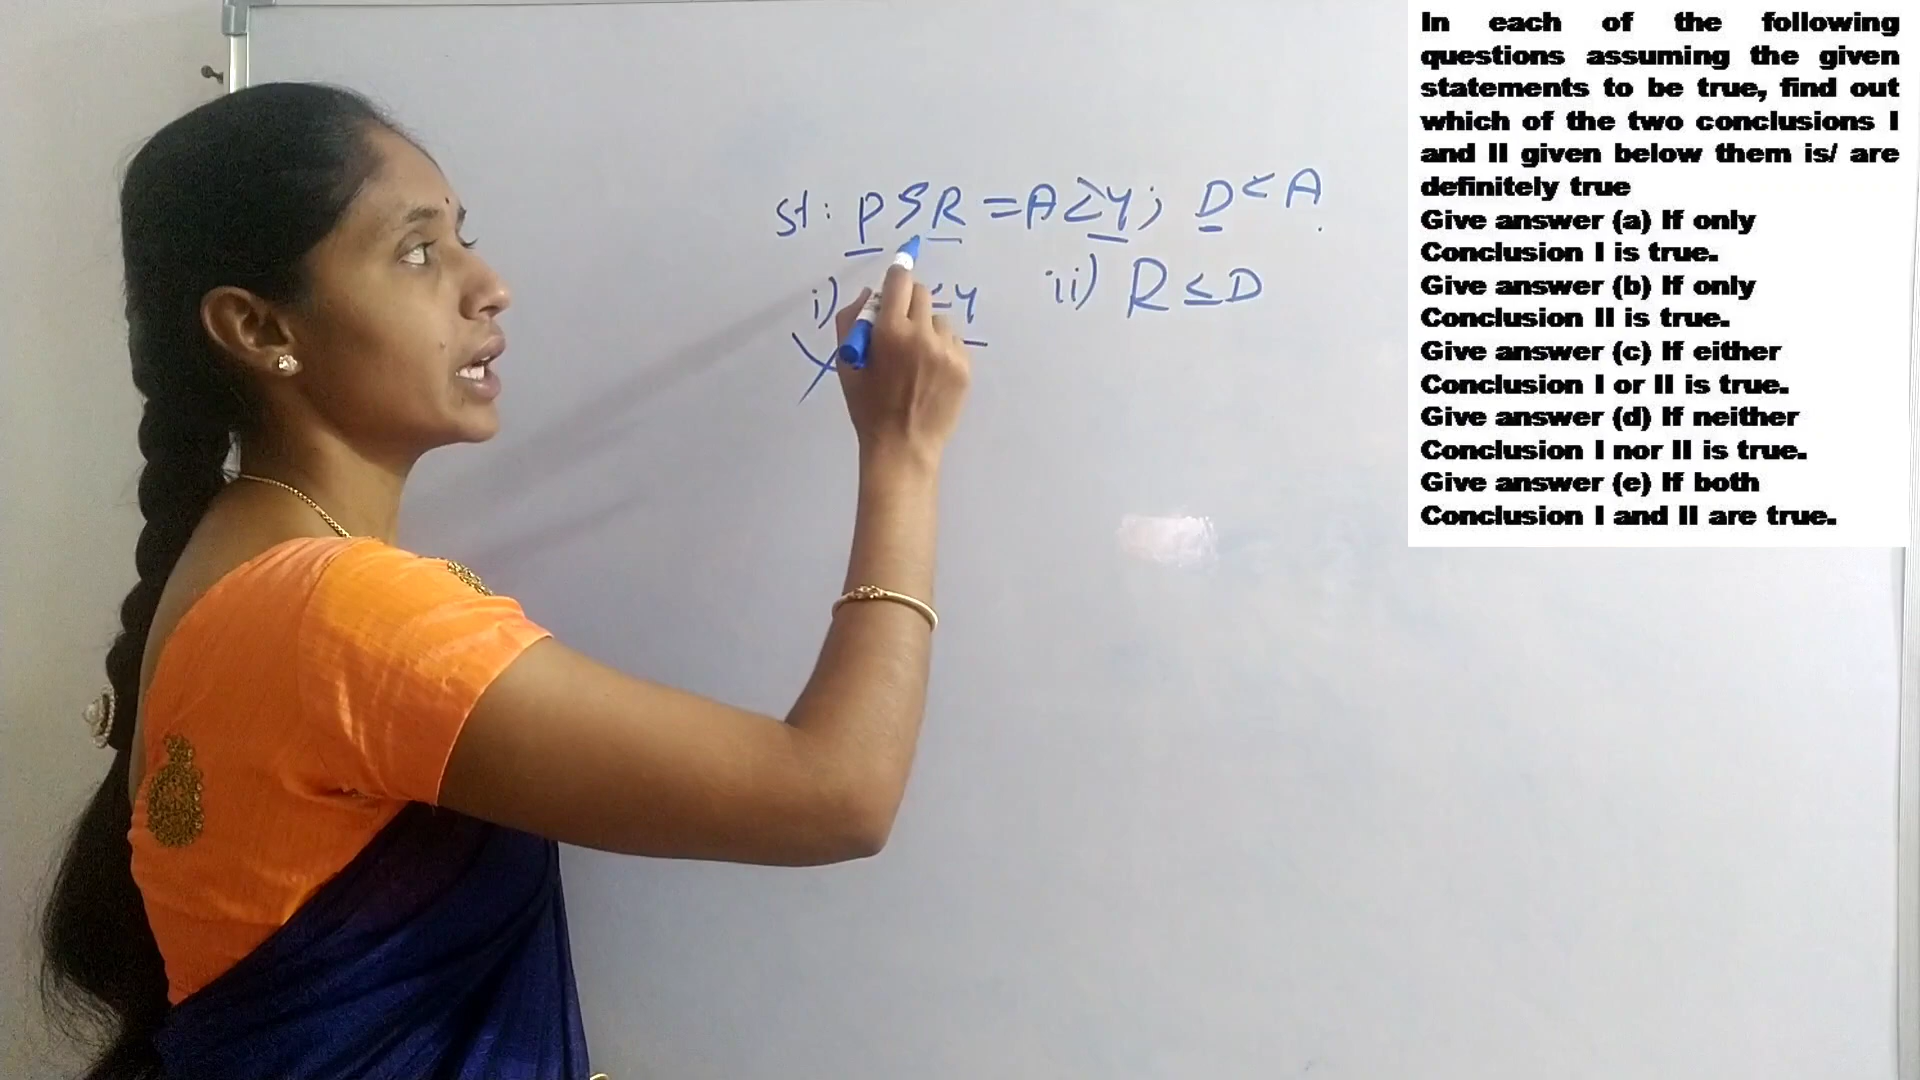 st: P ≤ R = A ≥ Y; D < A.
i) ≤ Y ii) R ≤ D
In each of the following
questions assuming the given
statements to be true, find out
which of the two conclusions I
and II given below them is/ are
definitely true
Give answer (a) If only
Conclusion I is true.
Give answer (b) If only
Conclusion II is true.
Give answer (c) If either
Conclusion I or II is true.
Give answer (d) If neither
Conclusion I nor II is true.
Give answer (e) If both
Conclusion I and II are true.